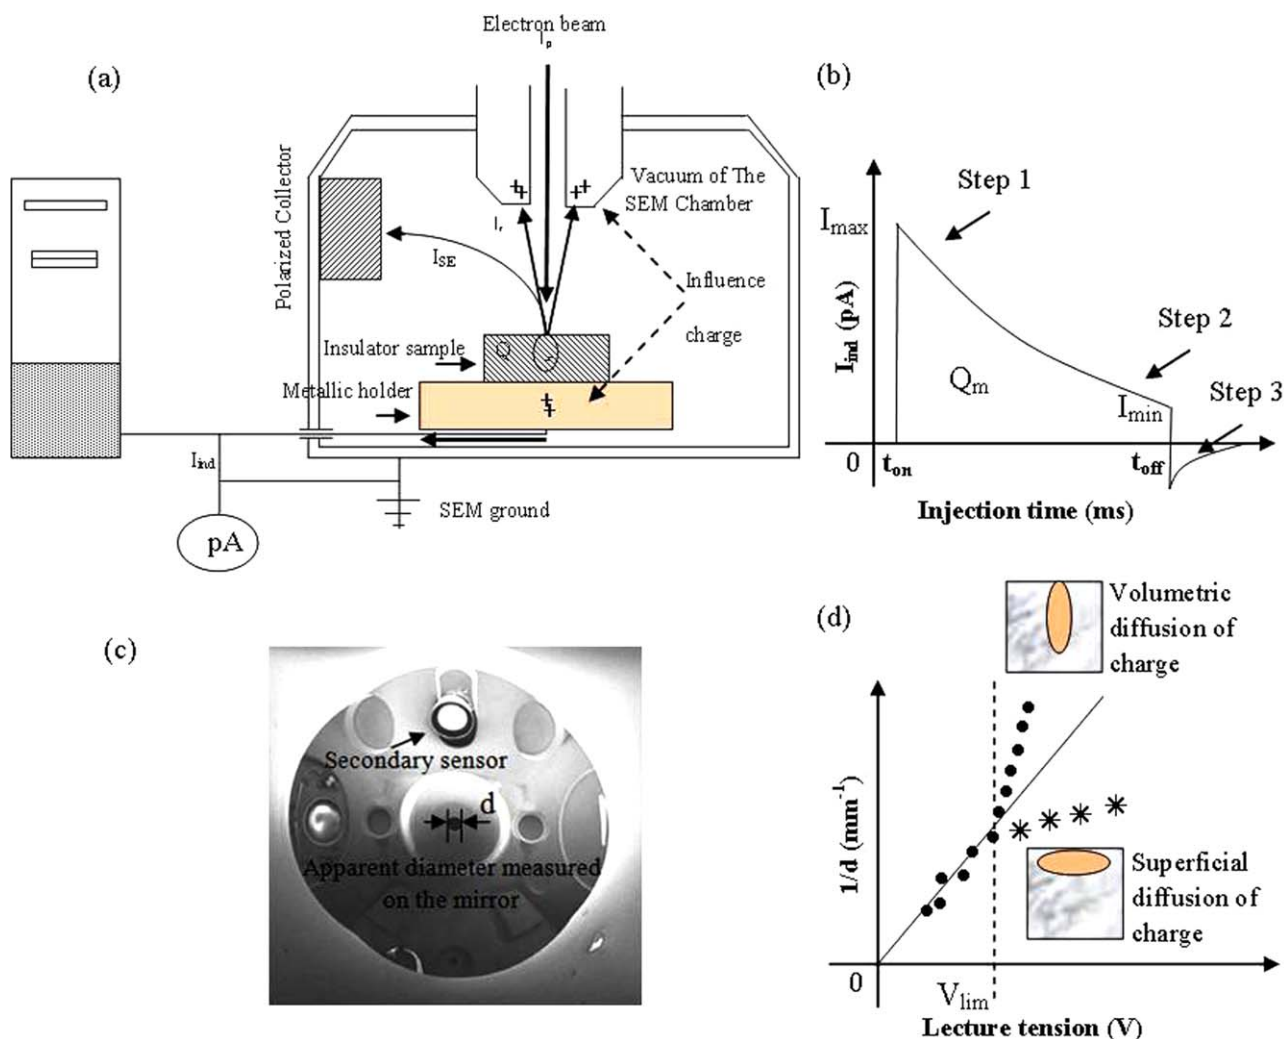 (a)
Electron beam
Ip
Polarized Collector
Vacuum of The
SEM Chamber
Ir
ISE
Influence
charge
Insulator sample
Q
Metallic holder
Iind
SEM ground
pA
(b)
Step 1
Imax
Iind (pA)
Step 2
Qm
Imin
Step 3
0
ton
toff
Injection time (ms)
(c)
Secondary sensor
d
Apparent diameter measured
on the mirror
(d)
Volumetric
diffusion of
charge
1/d (mm-1)
Superficial
diffusion of
charge
0
Vlim
Lecture tension (V)